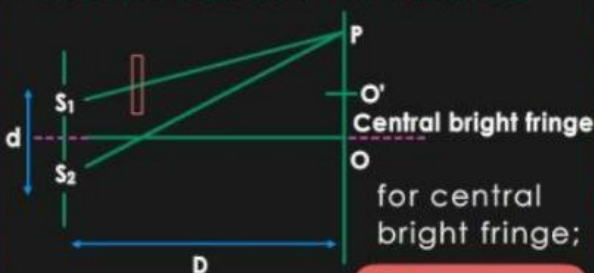 P
S₁
O'
Central bright fringe
d
O
S₂
for central
bright fringe;
D